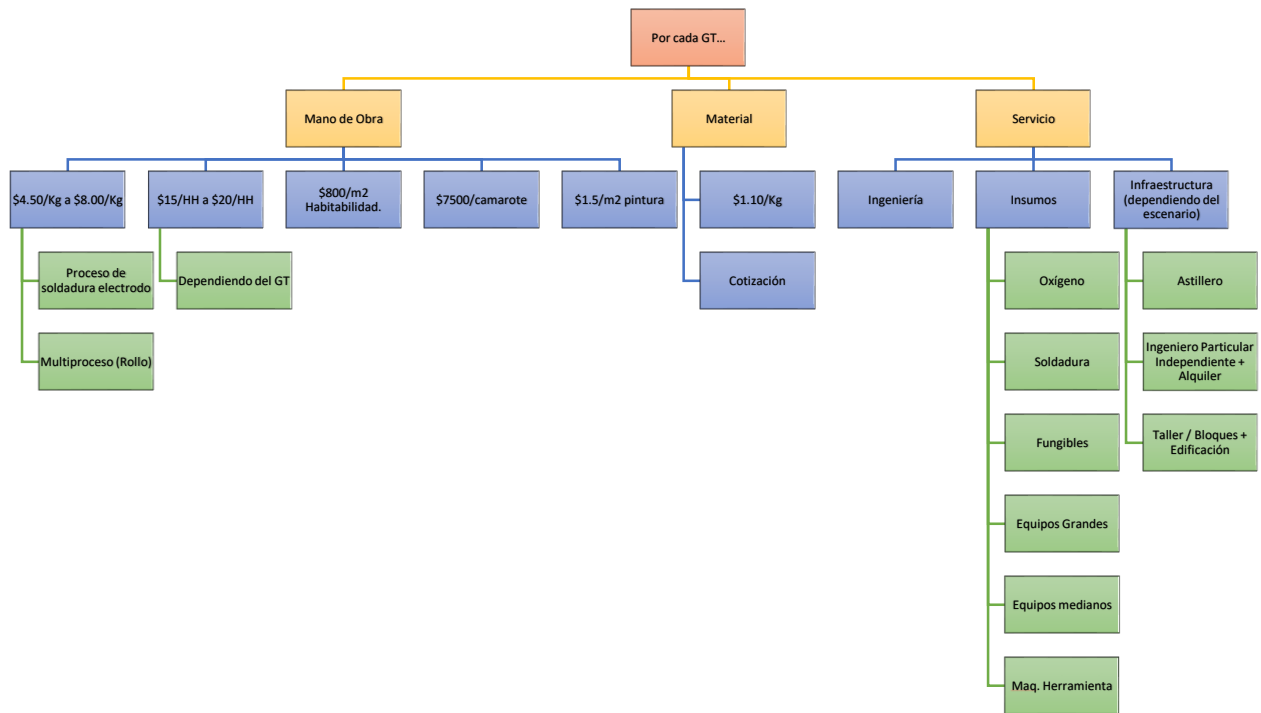 Por cada GT...
Mano de Obra
Material
Servicio
$4.50/Kg a $8.00/Kg
$15/HH a $20/HH
$800/m2
Habitabilidad.
$7500/camarote
$1.5/m2 pintura
$1.10/Kg
Ingeniería
Insumos
Infraestructura
(dependiendo del
escenario)
Proceso de
soldadura electrodo
Dependiendo del GT
Cotización
Oxígeno
Astillero
Multiproceso (Rollo)
Soldadura
Ingeniero Particular
Independiente +
Alquiler
Fungibles
Taller / Bloques +
Edificación
Equipos Grandes
Equipos medianos
Maq. Herramienta